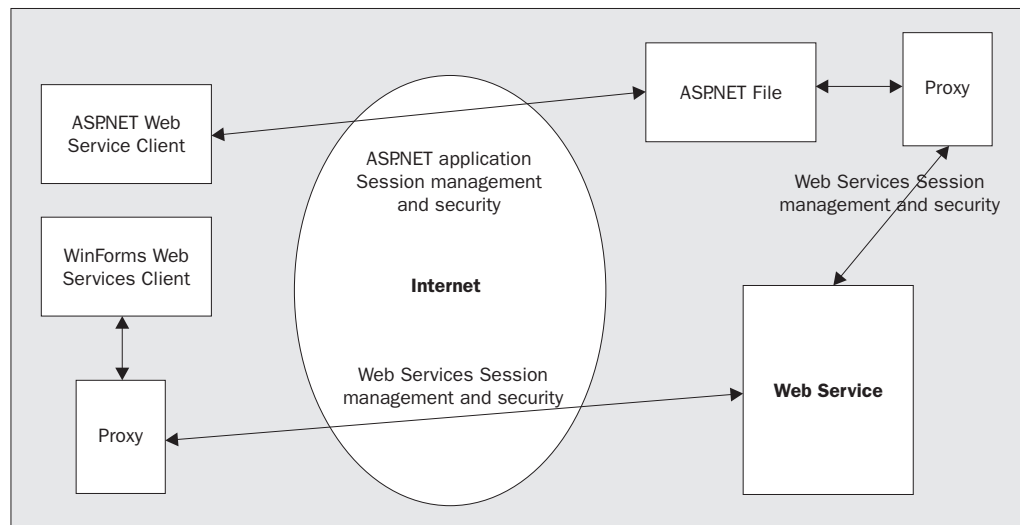 ASP.NET Web
Service Client
ASP.NET File
Proxy
ASP.NET application
Session management
and security
Web Services Session
management and security
WinForms Web
Services Client
Internet
Web Services Session
management and security
Web Service
Proxy